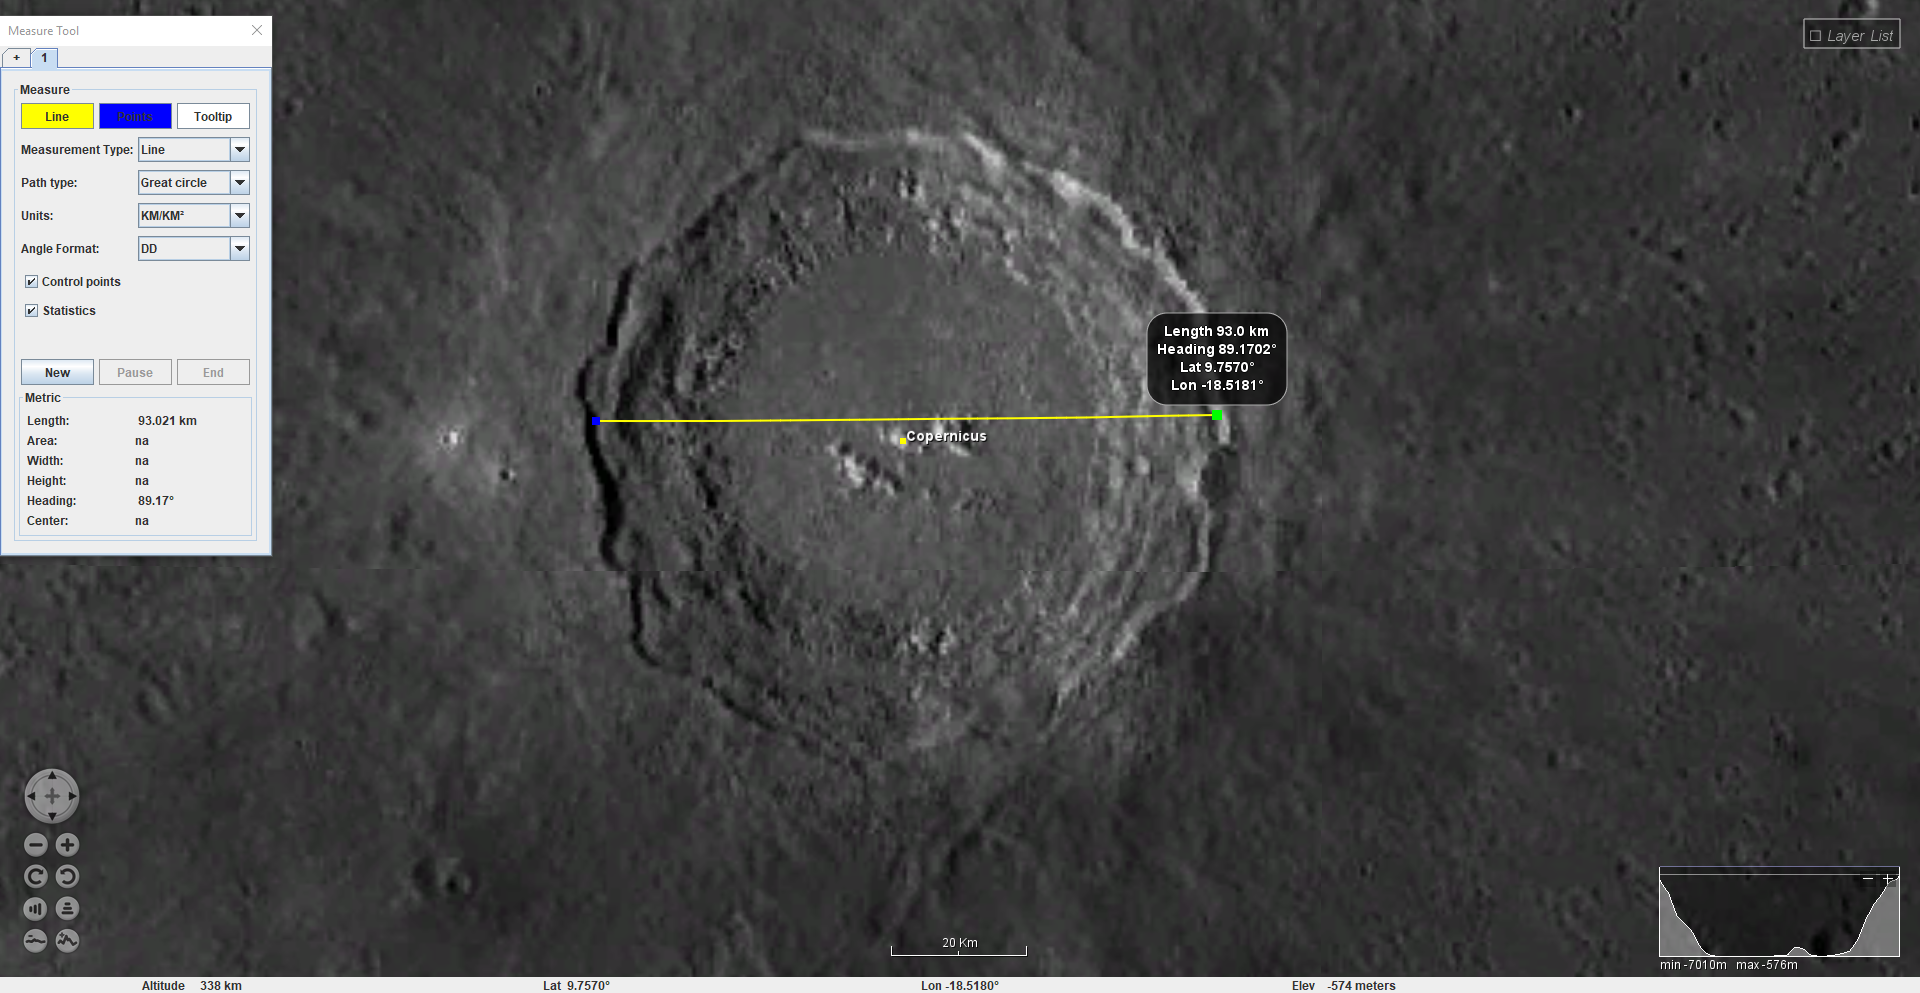 Measure Tool
+ 1
Measure
Line Points Tooltip
Measurement Type: Line
Path type: Great circle
Units: KM/KM²
Angle Format: DD
Control points
Statistics
New Pause End
Metric
Length: 93.021 km
Area: na
Width: na
Height: na
Heading: 89.17°
Center: na
Layer List
Length 93.0 km
Heading 89.1702°
Lat 9.7570°
Lon -18.5181°
Copernicus
20 Km
min -7010m max -576m
Altitude 338 km Lat 9.7570° Lon -18.5180° Elev -574 meters